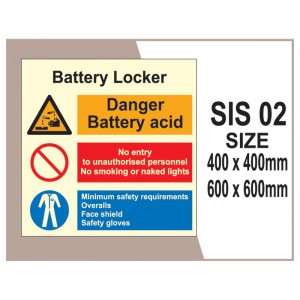 Battery Locker
Danger
Battery acid
No entry
to unauthorised personnel
No smoking or naked lights
Minimum safety requirements
Overalls
Face shield
Safety gloves
SIS 02
SIZE
400 x 400mm
600 x 600mm